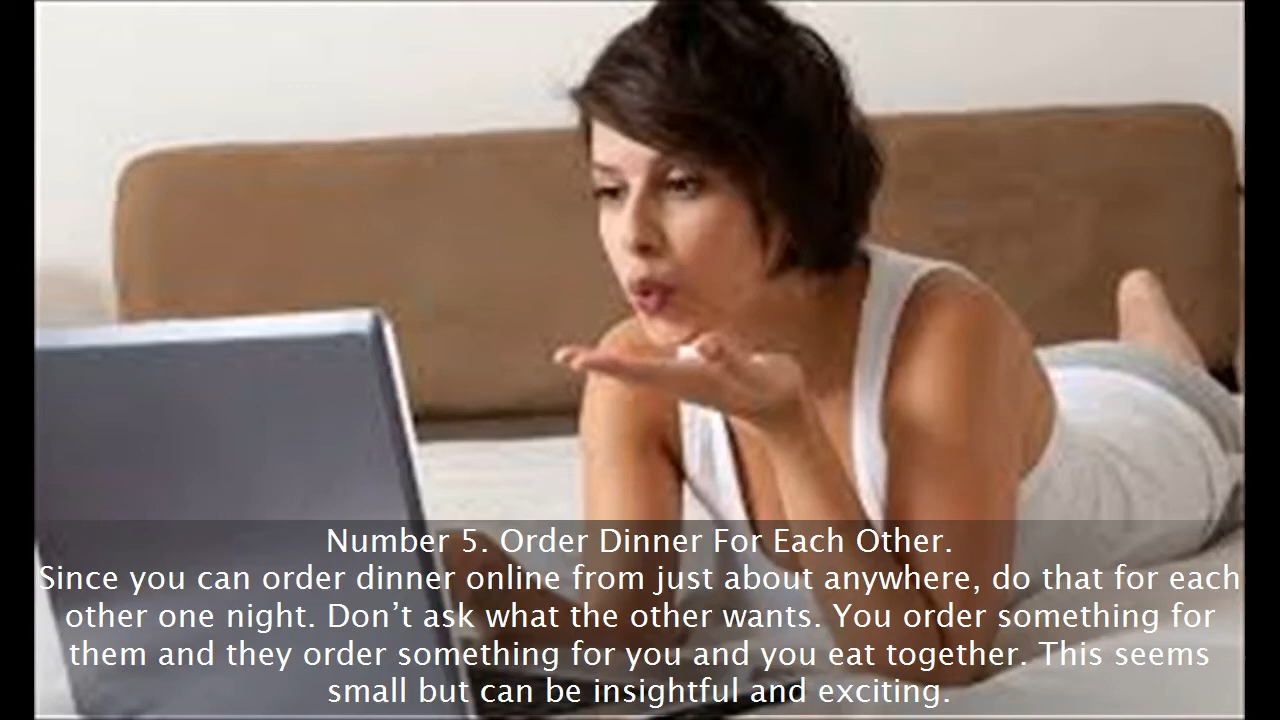 Number 5. Order Dinner For Each Other.
Since you can order dinner online from just about anywhere, do that for each
other one night. Don’t ask what the other wants. You order something for
them and they order something for you and you eat together. This seems
small but can be insightful and exciting.